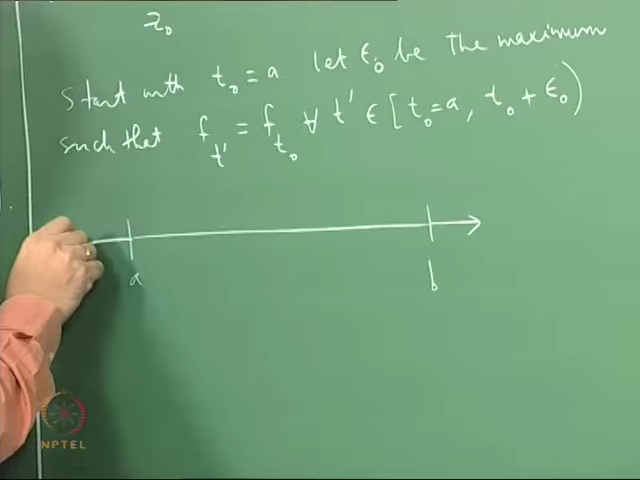 z₀
Start with t₀ = a. let ϵ₀ be the maximum
such that f_t' = f_t₀ ∀ t' ∈ [t₀=a, t₀+ϵ₀)
a
b
NPTEL